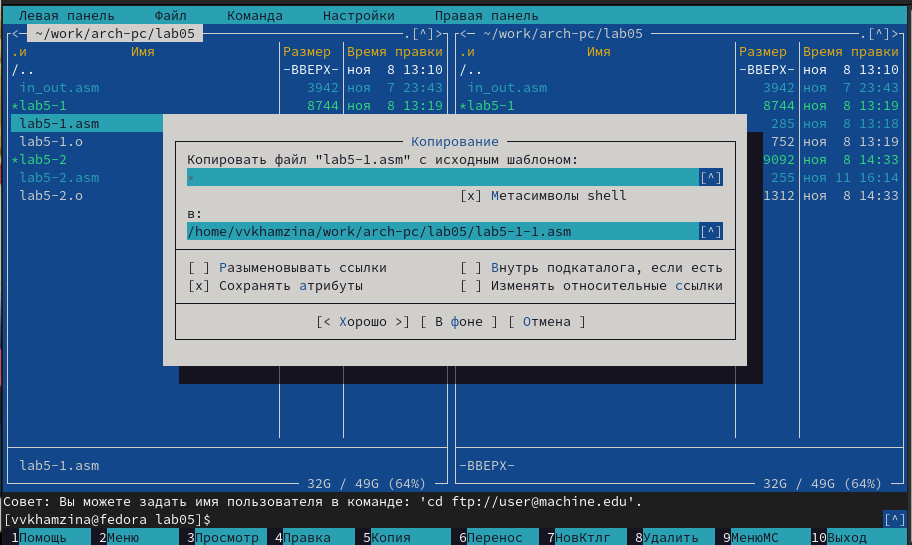 Левая панель Файл Команда Настройки Правая панель
<─ ~/work/arch-pc/lab05 ─.[^]>┐ ┌<─ ~/work/arch-pc/lab05 ─.[^]>┐
.и Имя Размер Время правки .и Имя Размер Время правки
/.. -ВВЕРХ- ноя 8 13:10 /.. -ВВЕРХ- ноя 8 13:10
in_out.asm 3942 ноя 7 23:43 in_out.asm 3942 ноя 7 23:43
*lab5-1 8744 ноя 8 13:19 *lab5-1 8744 ноя 8 13:19
lab5-1.asm 285 ноя 8 13:18
lab5-1.o 752 ноя 8 13:19
*lab5-2 9092 ноя 8 14:33
lab5-2.asm 255 ноя 11 16:14
lab5-2.o 1312 ноя 8 14:33
Копирование
Копировать файл "lab5-1.asm" с исходным шаблоном:
* [^]
[x] Метасимволы shell
в:
/home/vvkhamzina/work/arch-pc/lab05/lab5-1-1.asm [^]
[ ] Разыменовывать ссылки [ ] Внутрь подкаталога, если есть
[x] Сохранять атрибуты [ ] Изменять относительные ссылки
[< Хорошо >] [ В фоне ] [ Отмена ]
lab5-1.asm -ВВЕРХ-
32G / 49G (64%) 32G / 49G (64%)
Совет: Вы можете задать имя пользователя в команде: 'cd ftp://user@machine.edu'.
[vvkhamzina@fedora lab05]$ [^]
1Помощь 2Меню 3Просмотр 4Правка 5Копия 6Перенос 7НовКтлг 8Удалить 9МенюМС 10Выход